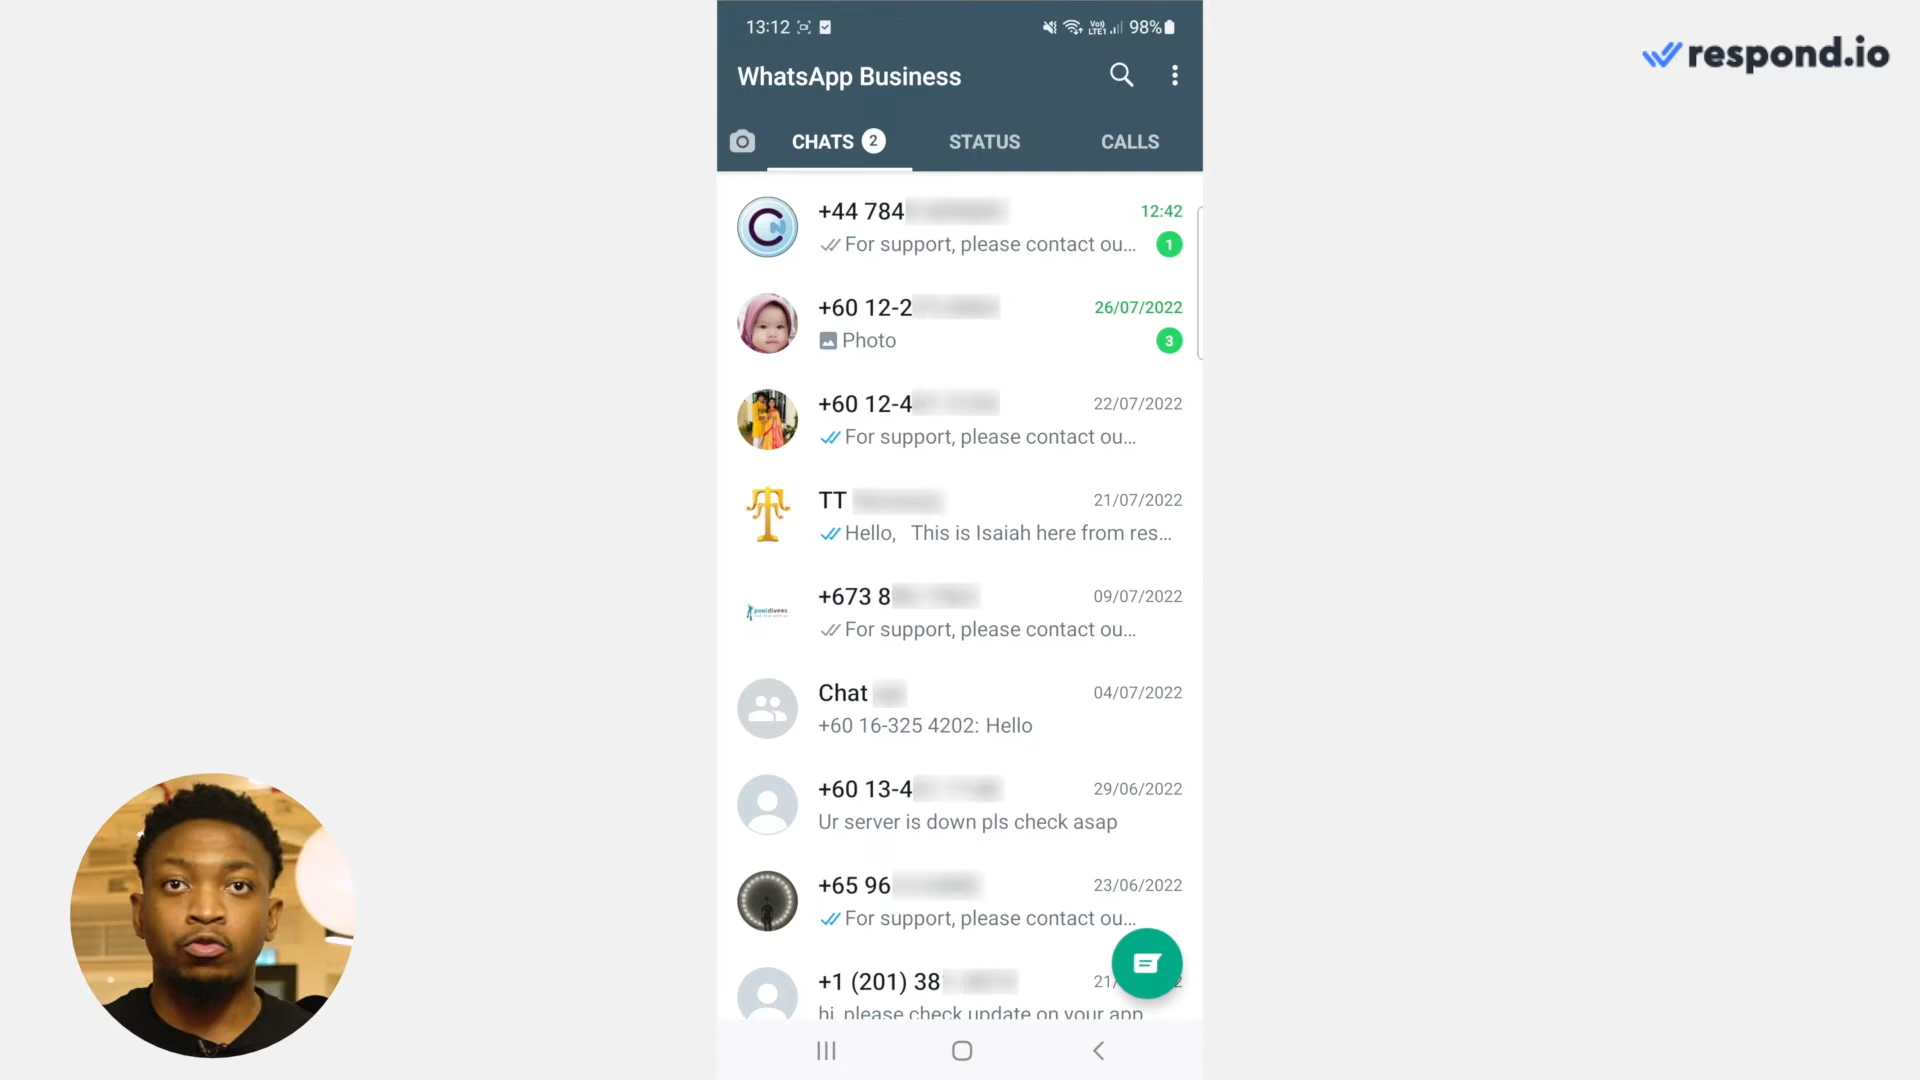 13:12
Vo)) LTE1 98%
respond.io
WhatsApp Business
CHATS 2 STATUS CALLS
+44 784 12:42
For support, please contact ou... 1
+60 12-2 26/07/2022
Photo 3
+60 12-4 22/07/2022
For support, please contact ou...
TT 21/07/2022
Hello, This is Isaiah here from res...
+673 8 09/07/2022
For support, please contact ou...
Chat 04/07/2022
+60 16-325 4202: Hello
+60 13-4 29/06/2022
Ur server is down pls check asap
+65 96 23/06/2022
For support, please contact ou...
+1 (201) 38 21/
hi, please check update on your app